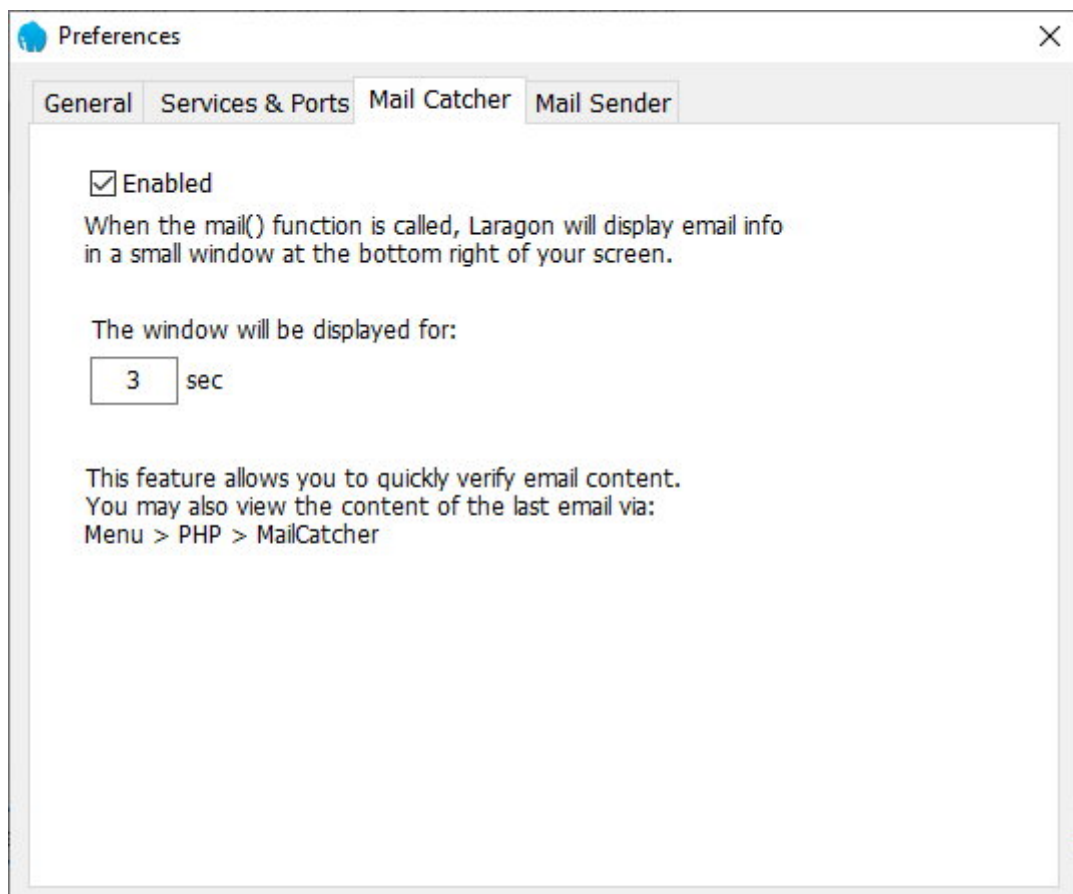 Preferences
General
Services & Ports
Mail Catcher
Mail Sender
Enabled
When the mail() function is called, Laragon will display email info
in a small window at the bottom right of your screen.
The window will be displayed for:
3 sec
This feature allows you to quickly verify email content.
You may also view the content of the last email via:
Menu > PHP > MailCatcher